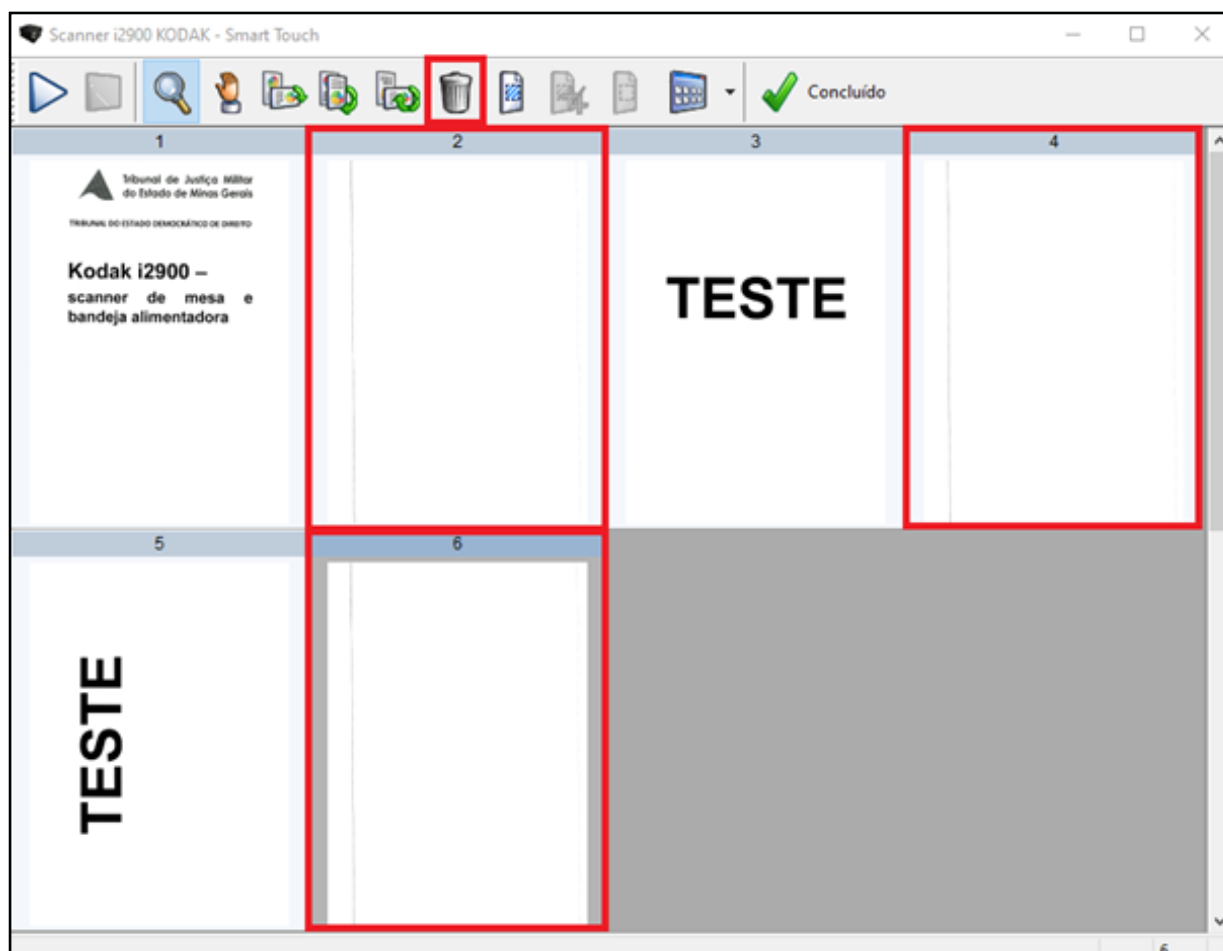 Scanner i2900 KODAK - Smart Touch
Concluído
1
2
3
4
Tribunal de Justiça Militar
do Estado de Minas Gerais
TRIBUNAL DO ESTADO DEMOCRÁTICO DE DIREITO
Kodak i2900 –
scanner de mesa e
bandeja alimentadora
TESTE
5
6
TESTE
6